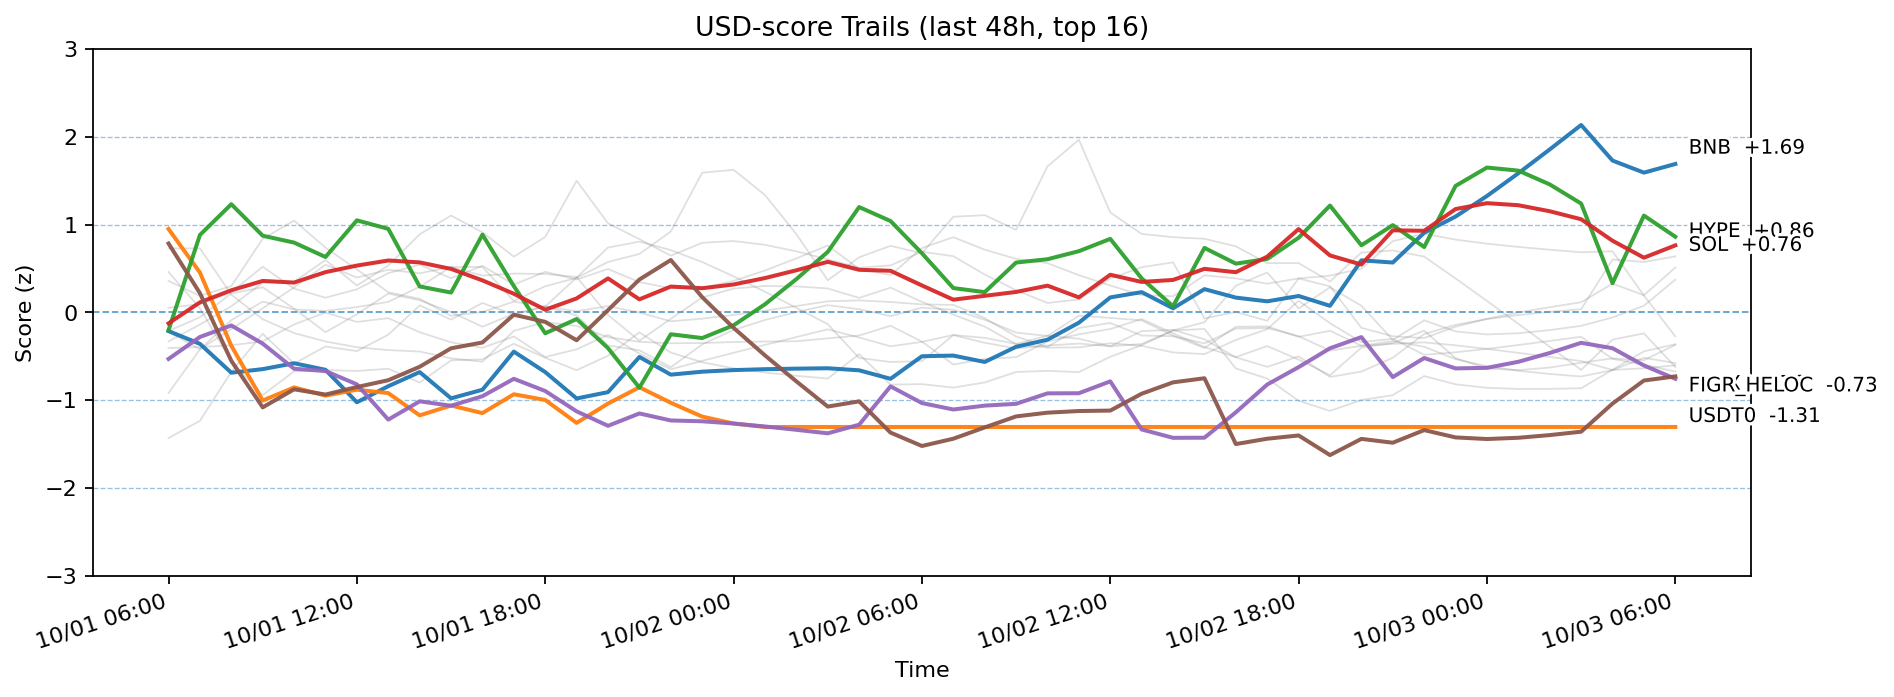 USD-score Trails (last 48h, top 16)
Score (z)
3
2
1
0
−1
−2
−3
BNB +1.69
HYPE +0.86
SOL +0.76
FIGR_HELOC -0.73
USDT0 -1.31
10/01 06:00
10/01 12:00
10/01 18:00
10/02 00:00
10/02 06:00
10/02 12:00
10/02 18:00
10/03 00:00
10/03 06:00
Time